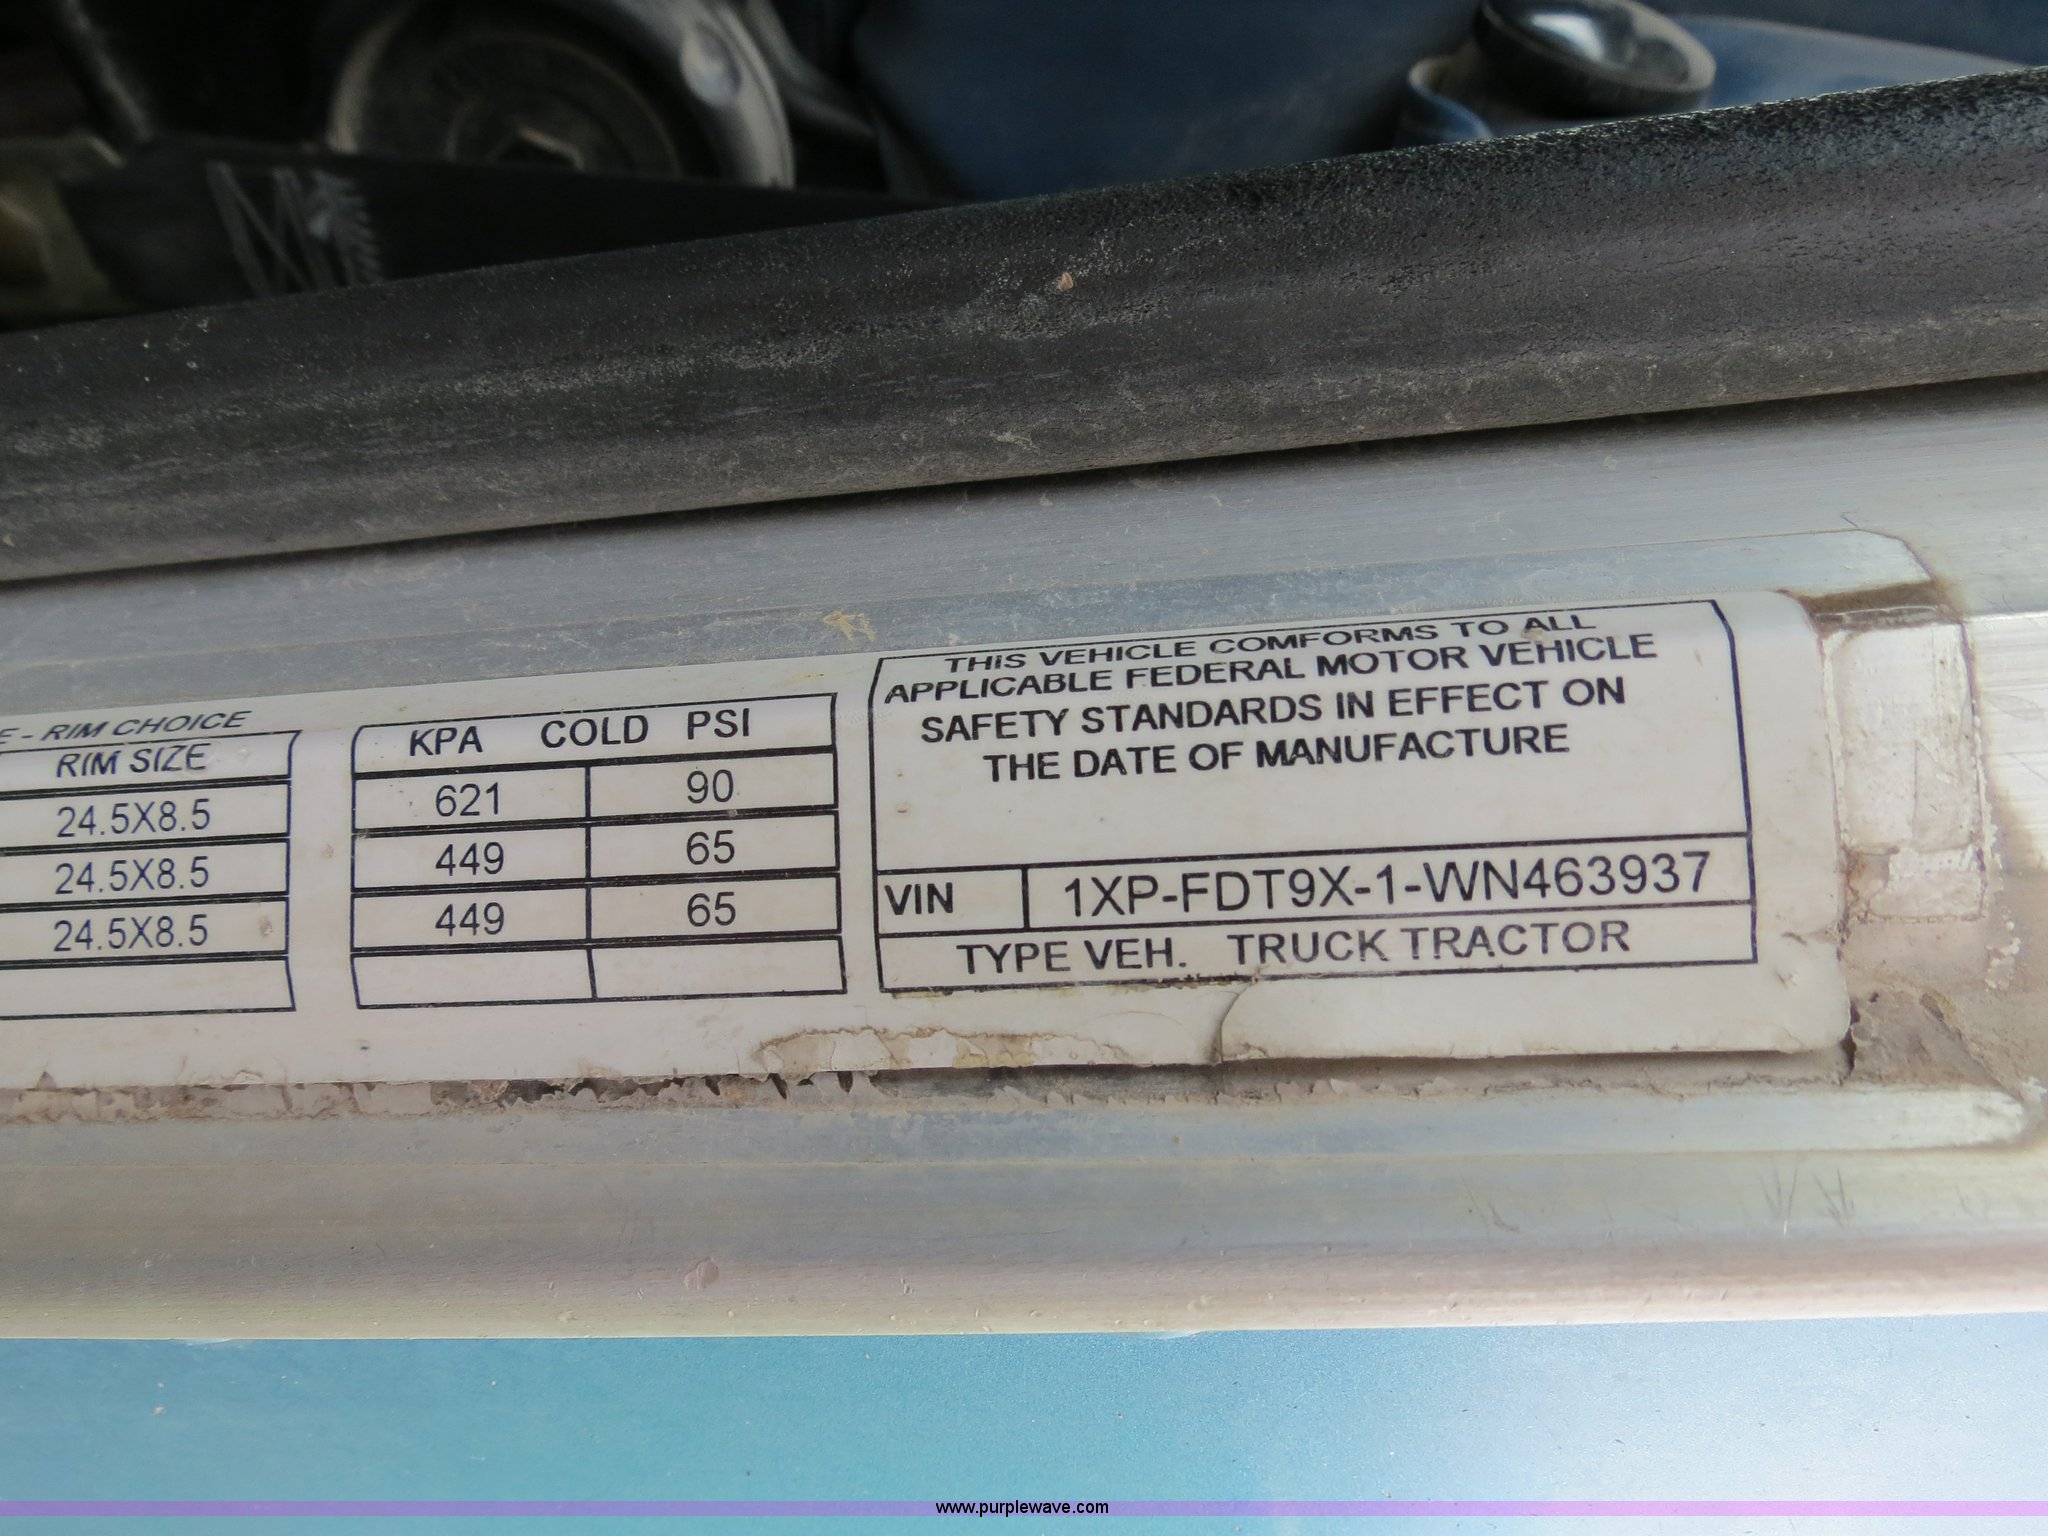 E - RIM CHOICE
RIM SIZE
24.5X8.5
24.5X8.5
24.5X8.5
KPA COLD PSI
621 90
449 65
449 65
THIS VEHICLE COMFORMS TO ALL
APPLICABLE FEDERAL MOTOR VEHICLE
SAFETY STANDARDS IN EFFECT ON
THE DATE OF MANUFACTURE
VIN 1XP-FDT9X-1-WN463937
TYPE VEH. TRUCK TRACTOR
www.purplewave.com